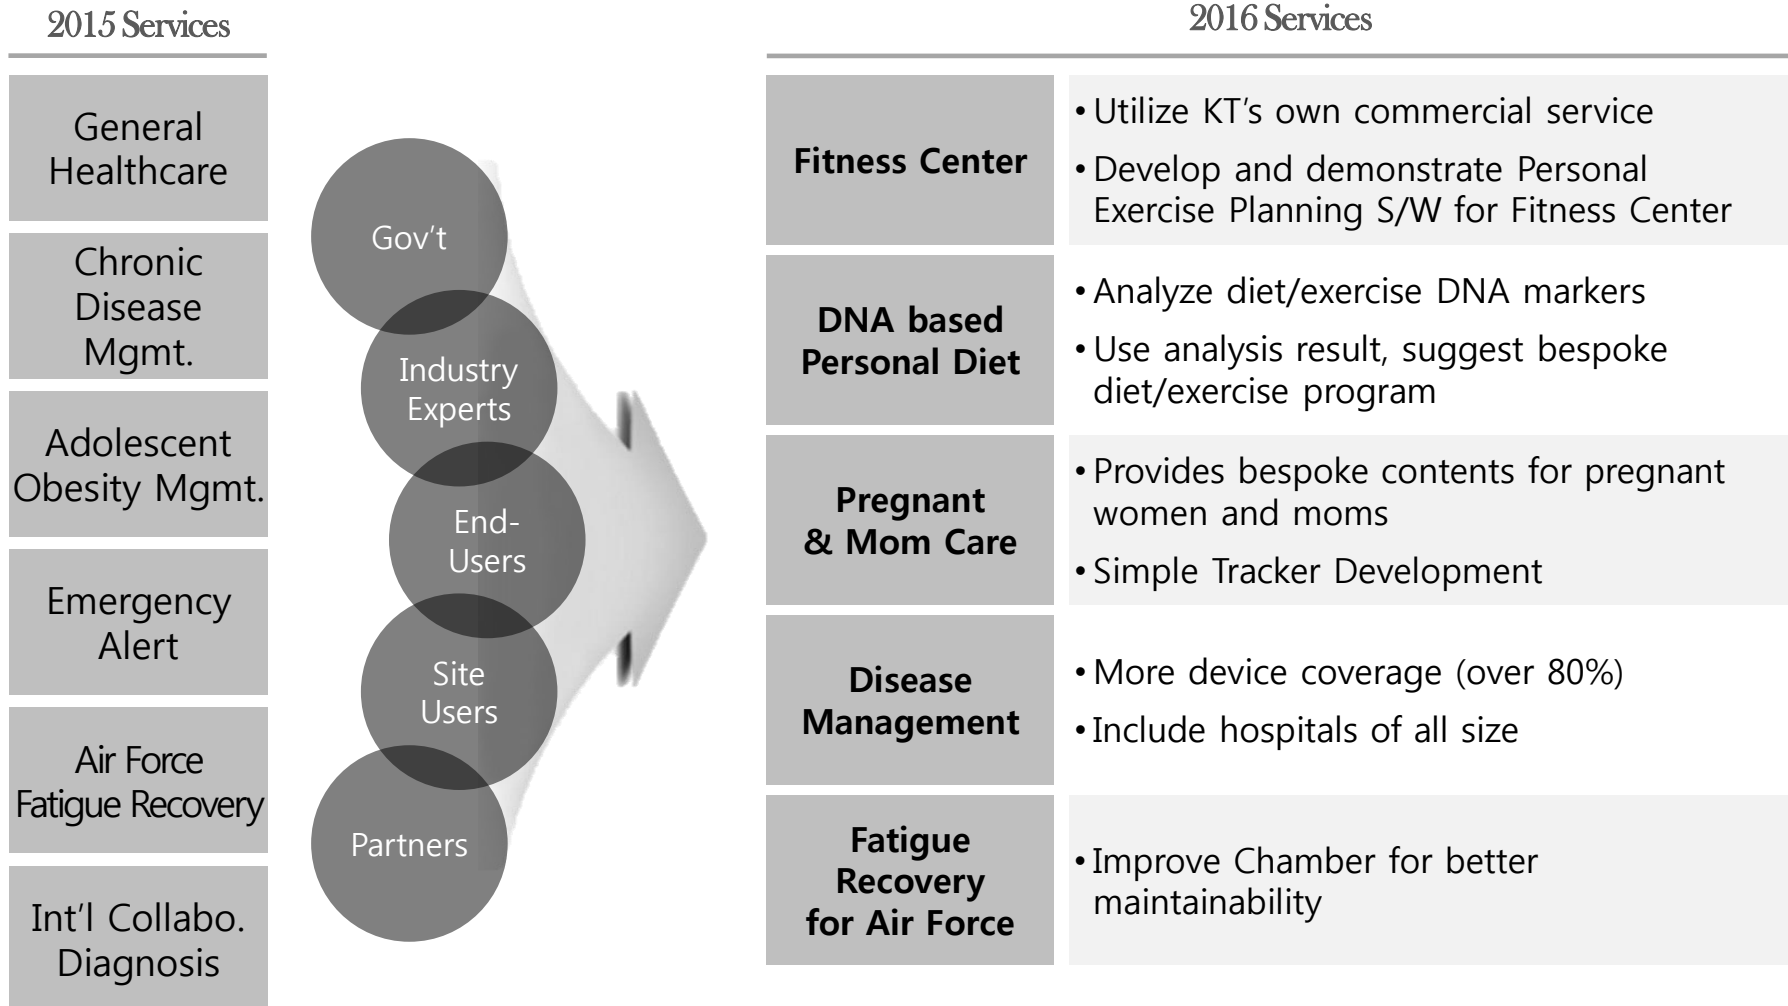 2015 Services
General
Healthcare
Chronic
Disease
Mgmt.
Adolescent
Obesity Mgmt.
Emergency
Alert
Air Force
Fatigue Recovery
Int'l Collabo.
Diagnosis
Gov't
Industry
Experts
End-
Users
Site
Users
Partners
2016 Services
Fitness Center
• Utilize KT's own commercial service
• Develop and demonstrate Personal
Exercise Planning S/W for Fitness Center
DNA based
Personal Diet
• Analyze diet/exercise DNA markers
• Use analysis result, suggest bespoke
diet/exercise program
Pregnant
& Mom Care
• Provides bespoke contents for pregnant
women and moms
• Simple Tracker Development
Disease
Management
• More device coverage (over 80%)
• Include hospitals of all size
Fatigue
Recovery
for Air Force
• Improve Chamber for better
maintainability